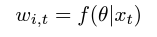 $w_{i,t} = f(\theta|x_t)$